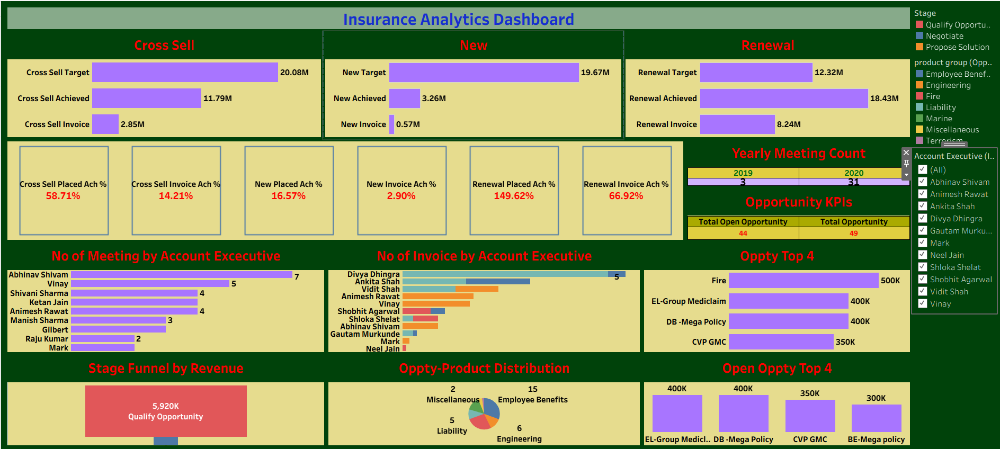 Insurance Analytics Dashboard
Cross Sell
Cross Sell Target 20.08M
Cross Sell Achieved 11.79M
Cross Sell Invoice 2.85M
New
New Target 19.67M
New Achieved 3.26M
New Invoice 0.57M
Renewal
Renewal Target 12.32M
Renewal Achieved 18.43M
Renewal Invoice 8.24M
Cross Sell Placed Ach %
58.71%
Cross Sell Invoice Ach %
14.21%
New Placed Ach %
16.57%
New Invoice Ach %
2.90%
Renewal Placed Ach %
149.62%
Renewal Invoice Ach %
66.92%
Yearly Meeting Count
2019 2020
3 31
Opportunity KPIs
Total Open Opportunity Total Opportunity
44 49
No of Meeting by Account Excecutive
Abhinav Shivam 7
Vinay 5
Shivani Sharma 4
Ketan Jain
Animesh Rawat 4
Manish Sharma 3
Gilbert
Raju Kumar 2
Mark
No of Invoice by Account Executive
Divya Dhingra 5
Ankita Shah
Vidit Shah
Animesh Rawat
Vinay
Shobhit Agarwal
Shloka Shelat
Abhinav Shivam
Gautam Murkunde
Mark
Neel Jain
Oppty Top 4
Fire 500K
EL-Group Mediclaim 400K
DB -Mega Policy 400K
CVP GMC 350K
Stage Funnel by Revenue
5,920K
Qualify Opportunity
Oppty-Product Distribution
2
Miscellaneous
15
Employee Benefits
5
Liability
6
Engineering
Open Oppty Top 4
400K 400K 350K 300K
EL-Group Medicl.. DB -Mega Policy CVP GMC BE-Mega policy
Stage
Qualify Opportu..
Negotiate
Propose Solution
product group (Opp..
Employee Benef..
Engineering
Fire
Liability
Marine
Miscellaneous
Terrorism
Account Executive (I..
(All)
Abhinav Shivam
Animesh Rawat
Ankita Shah
Divya Dhingra
Gautam Murku...
Mark
Neel Jain
Shloka Shelat
Shobhit Agarwal
Vidit Shah
Vinay